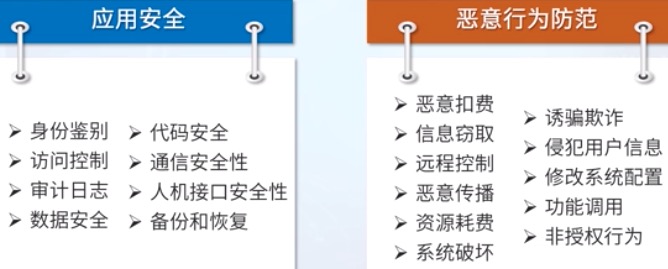 应用安全
身份鉴别
访问控制
审计日志
数据安全
代码安全
通信安全性
人机接口安全性
备份和恢复
恶意行为防范
恶意扣费
信息窃取
远程控制
恶意传播
资源耗费
系统破坏
诱骗欺诈
侵犯用户信息
修改系统配置
功能调用
非授权行为